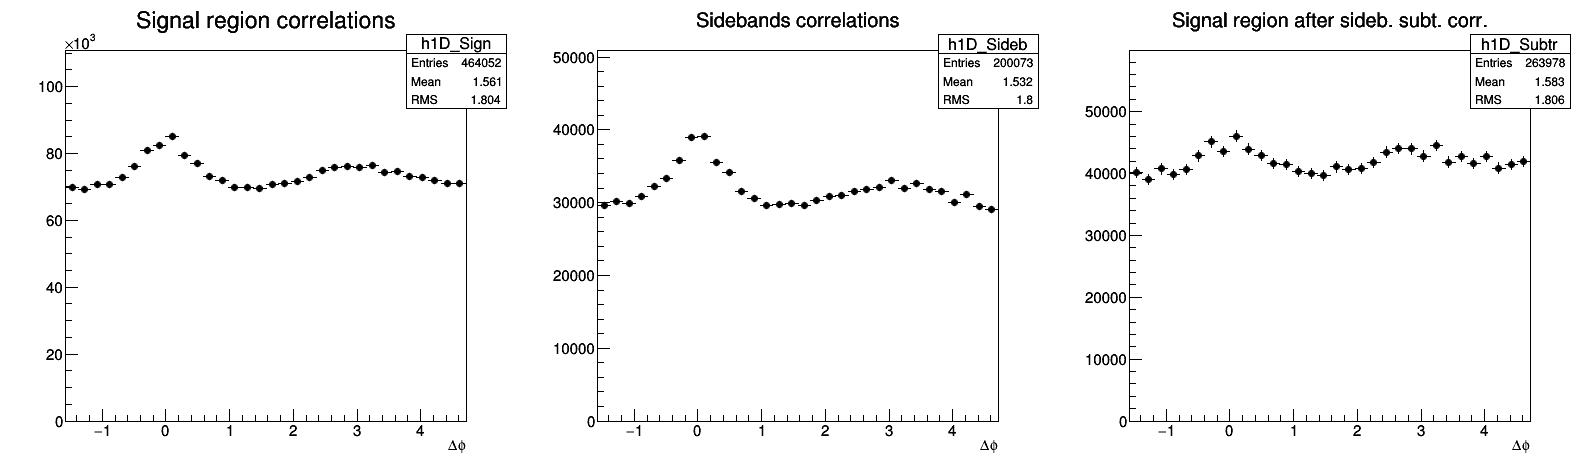 Signal region correlations
×10³
h1D_Sign
Entries 464052
Mean 1.561
RMS 1.804
100
80
60
40
20
0
−1 0 1 2 3 4
Δφ
Sidebands correlations
h1D_Sideb
Entries 200073
Mean 1.532
RMS 1.8
50000
40000
30000
20000
10000
0
−1 0 1 2 3 4
Δφ
Signal region after sideb. subt. corr.
h1D_Subtr
Entries 263978
Mean 1.583
RMS 1.806
50000
40000
30000
20000
10000
0
−1 0 1 2 3 4
Δφ